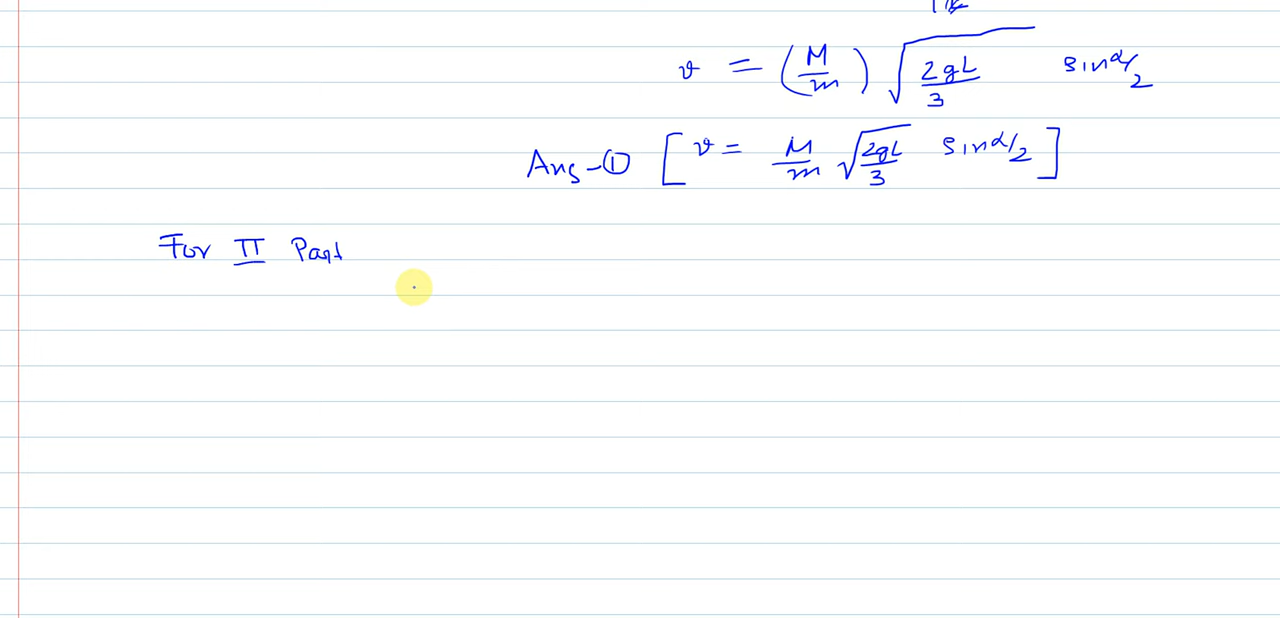 v = (M/m) √(2gL/3) sin α/2
Ans-① [v = M/m √(2gL/3) sin α/2]
For II Part